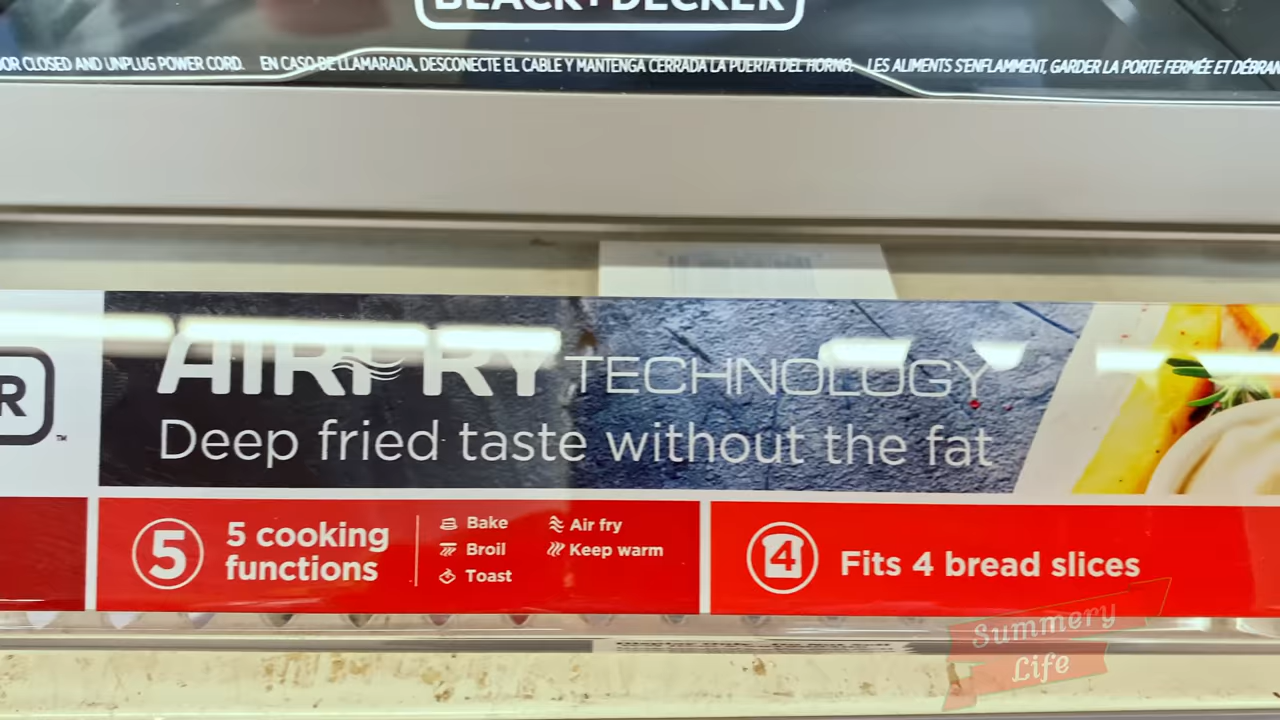 BLACK+DECKER
OR CLOSED AND UNPLUG POWER CORD. EN CASO DE LLAMARADA, DESCONECTE EL CABLE Y MANTENGA CERRADA LA PUERTA DEL HORNO. LES ALIMENTS S'ENFLAMMENT, GARDER LA PORTE FERMÉE ET DÉBRAN
R
™
AIRFRY TECHNOLOGY
Deep fried taste without the fat
5
5 cooking
functions
Bake
Broil
Toast
Air fry
Keep warm
4
Fits 4 bread slices
Summery
Life